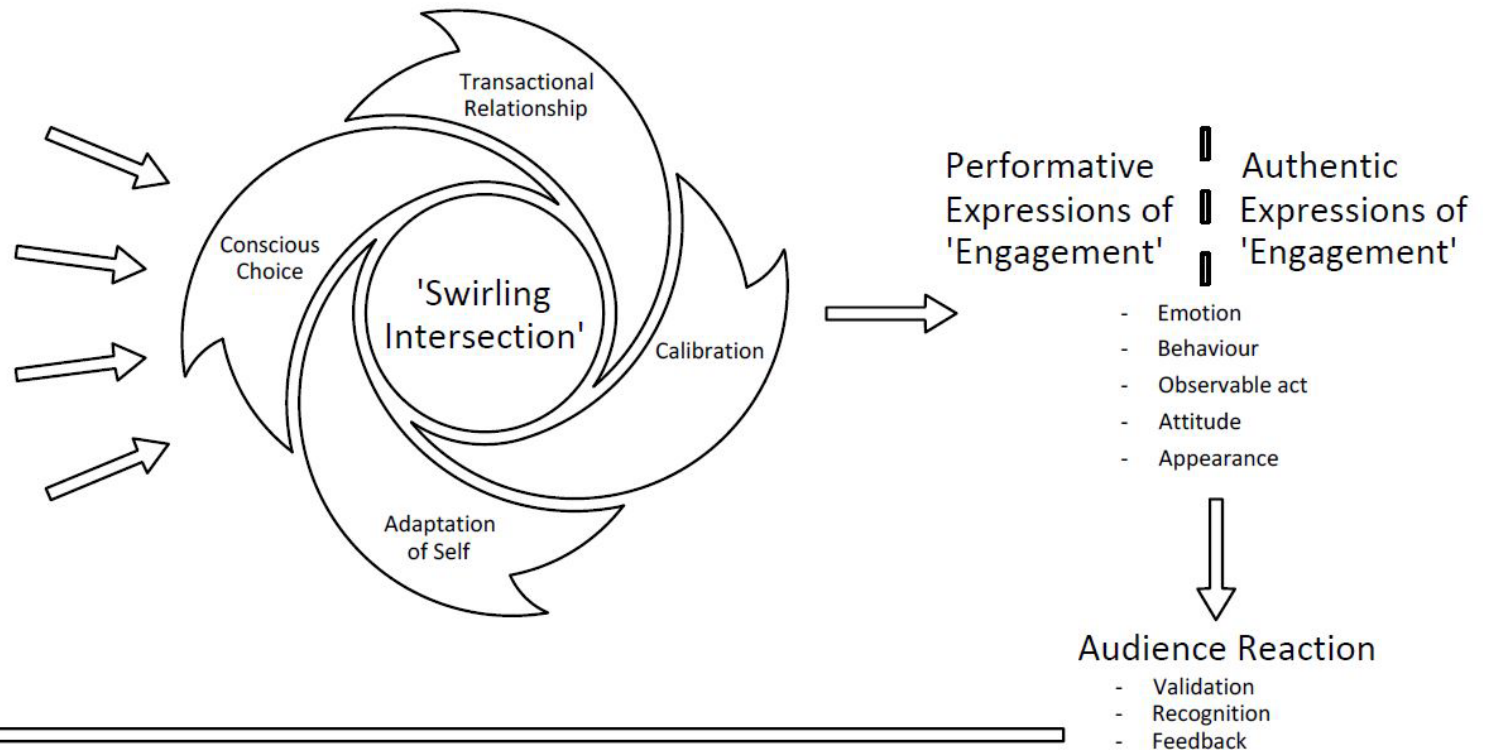 Transactional
Relationship
Conscious
Choice
'Swirling
Intersection'
Calibration
Adaptation
of Self
Performative
Expressions of
'Engagement'
Authentic
Expressions of
'Engagement'
- Emotion
- Behaviour
- Observable act
- Attitude
- Appearance
Audience Reaction
- Validation
- Recognition
- Feedback